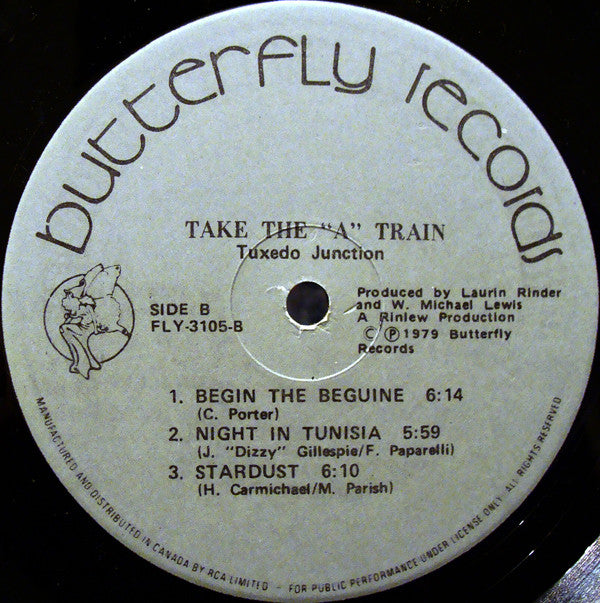 butterfly records
TAKE THE "A" TRAIN
Tuxedo Junction
SIDE B
FLY-3105-B
Produced by Laurin Rinder
and W. Michael Lewis
A Rinlew Production
© ℗ 1979 Butterfly
Records
1. BEGIN THE BEGUINE 6:14
(C. Porter)
2. NIGHT IN TUNISIA 5:59
(J. "Dizzy" Gillespie/F. Paparelli)
3. STARDUST 6:10
(H. Carmichael/M. Parish)
MANUFACTURED AND DISTRIBUTED IN CANADA BY RCA LIMITED - FOR PUBLIC PERFORMANCE UNDER LICENSE ONLY. ALL RIGHTS RESERVED